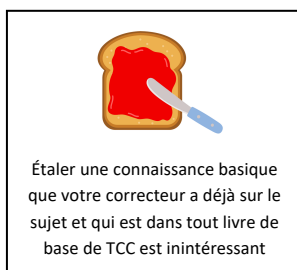 Étaler une connaissance basique
que votre correcteur a déjà sur le
sujet et qui est dans tout livre de
base de TCC est inintéressant